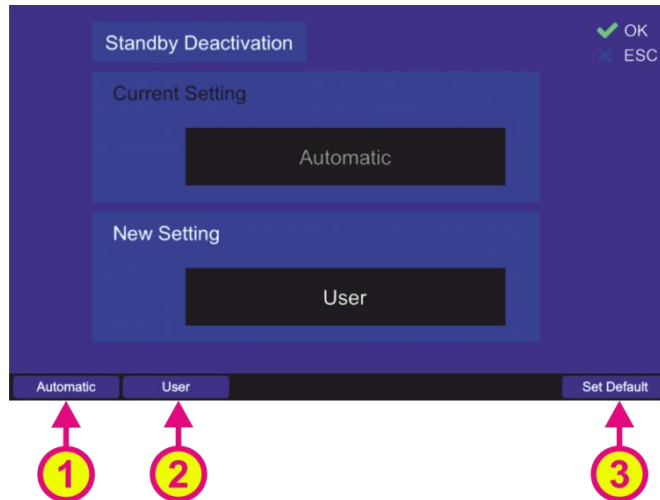 Standby Deactivation
OK
ESC
Current Setting
Automatic
New Setting
User
Automatic User Set Default
1 2 3